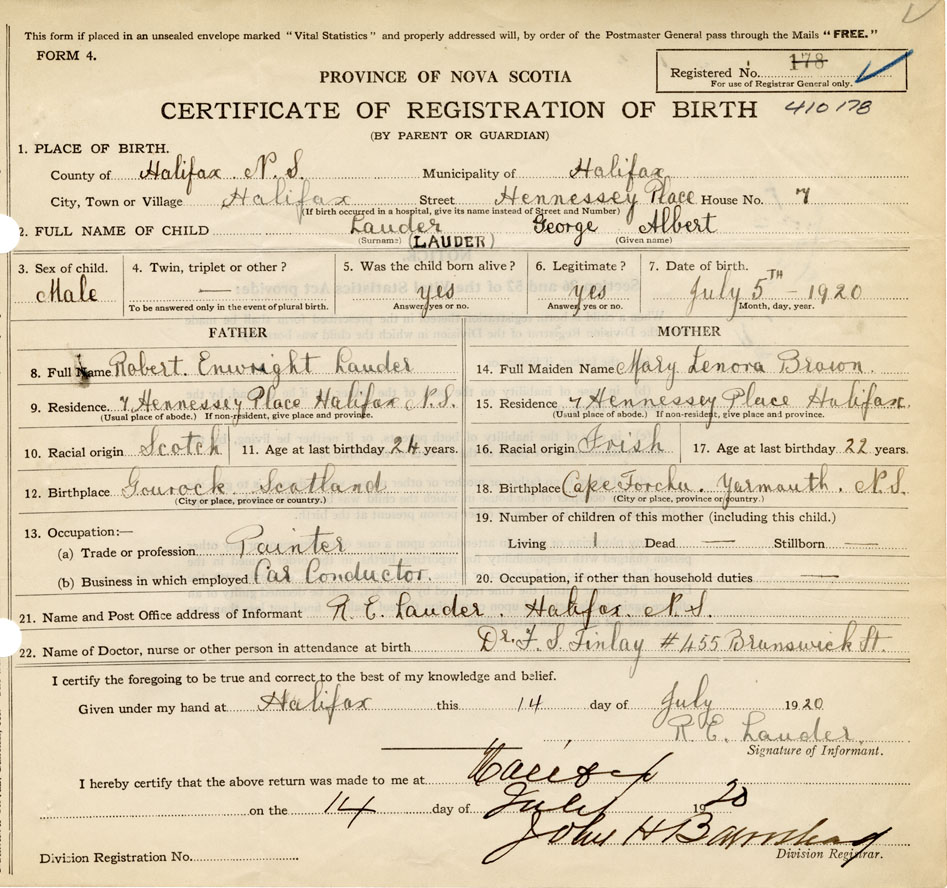 This form if placed in an unsealed envelope marked "Vital Statistics" and properly addressed will, by order of the Postmaster General pass through the Mails "FREE."
FORM 4.
Registered No. 178
For use of Registrar General only.
PROVINCE OF NOVA SCOTIA
CERTIFICATE OF REGISTRATION OF BIRTH 410178
(BY PARENT OR GUARDIAN)
1. PLACE OF BIRTH.
County of Halifax N.S. Municipality of Halifax
City, Town or Village Halifax Street Hennessey Place House No. 7
(If birth occurred in a hospital, give its name instead of Street and Number)
2. FULL NAME OF CHILD Lauder George Albert
(Surname) (LAUDER) (Given name)
3. Sex of child. 4. Twin, triplet or other? 5. Was the child born alive? 6. Legitimate? 7. Date of birth.
Male — yes yes July 5TH - 1920
To be answered only in the event of plural birth. Answer, yes or no. Answer, yes or no. Month, day, year.
FATHER MOTHER
8. Full Name Robert Enwright Lauder 14. Full Maiden Name Mary Lenora Brown
9. Residence. 7 Hennessey Place Halifax N.S. 15. Residence 7 Hennessey Place Halifax.
(Usual place of abode.) If non-resident, give place and province. (Usual place of abode.) If non-resident, give place and province.
10. Racial origin Scotch 11. Age at last birthday 24 years. 16. Racial origin Irish 17. Age at last birthday 22 years.
12. Birthplace Gourock Scotland 18. Birthplace Cape Forchu. Yarmouth. N.S.
(City or place, province or country.) (City or place, province or country.)
13. Occupation:— 19. Number of children of this mother (including this child.)
(a) Trade or profession Painter Living 1 Dead — Stillborn —
(b) Business in which employed Car Conductor. 20. Occupation, if other than household duties —
21. Name and Post Office address of Informant R. E. Lauder. Halifax N.S.
22. Name of Doctor, nurse or other person in attendance at birth Dr. F. S. Finlay #455 Brunswick St.
I certify the foregoing to be true and correct to the best of my knowledge and belief.
Given under my hand at Halifax this 14 day of July 1920
R. E. Lauder.
Signature of Informant.
I hereby certify that the above return was made to me at Halifax
on the 14 day of July 1920
John H
Division Registration No. Division Registrar.